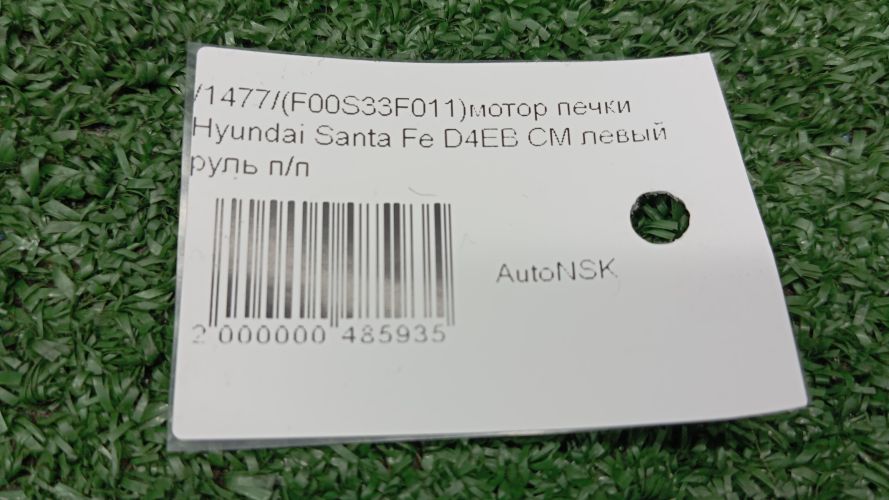 /1477/(F00S33F011)мотор печки
Hyundai Santa Fe D4EB CM левый
руль п/п
AutoNSK
2 000000 485935